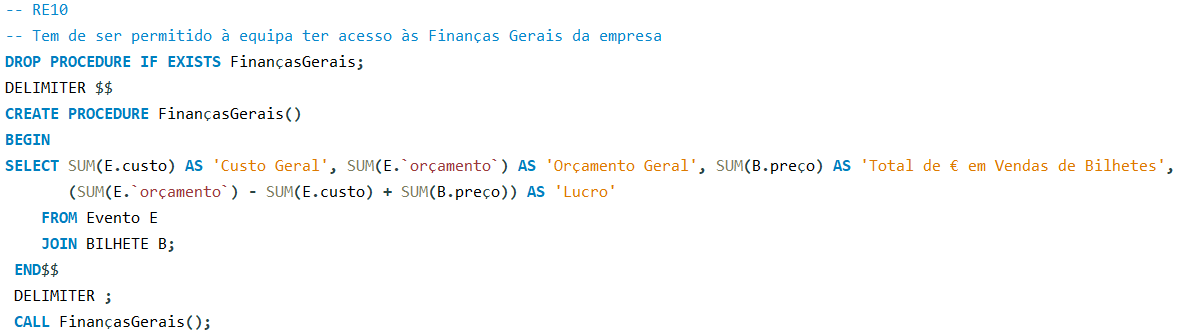 -- RE10
-- Tem de ser permitido à equipa ter acesso às Finanças Gerais da empresa
DROP PROCEDURE IF EXISTS FinançasGerais;
DELIMITER $$
CREATE PROCEDURE FinançasGerais()
BEGIN
SELECT SUM(E.custo) AS 'Custo Geral', SUM(E.`orçamento`) AS 'Orçamento Geral', SUM(B.preço) AS 'Total de € em Vendas de Bilhetes',
(SUM(E.`orçamento`) - SUM(E.custo) + SUM(B.preço)) AS 'Lucro'
FROM Evento E
JOIN BILHETE B;
END$$
DELIMITER ;
CALL FinançasGerais();